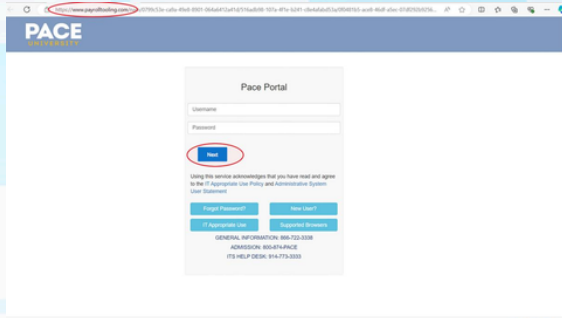 https://www.payrolltooling.com
PACE
UNIVERSITY
Pace Portal
Username
Password
Next
Using this service acknowledges that you have read and agree
to the IT Appropriate Use Policy and Administrative System
User Statement
Forgot Password? New User?
IT Appropriate Use Supported Browsers
GENERAL INFORMATION: 866-722-3338
ADMISSION: 800-874-PACE
ITS HELP DESK: 914-773-3333